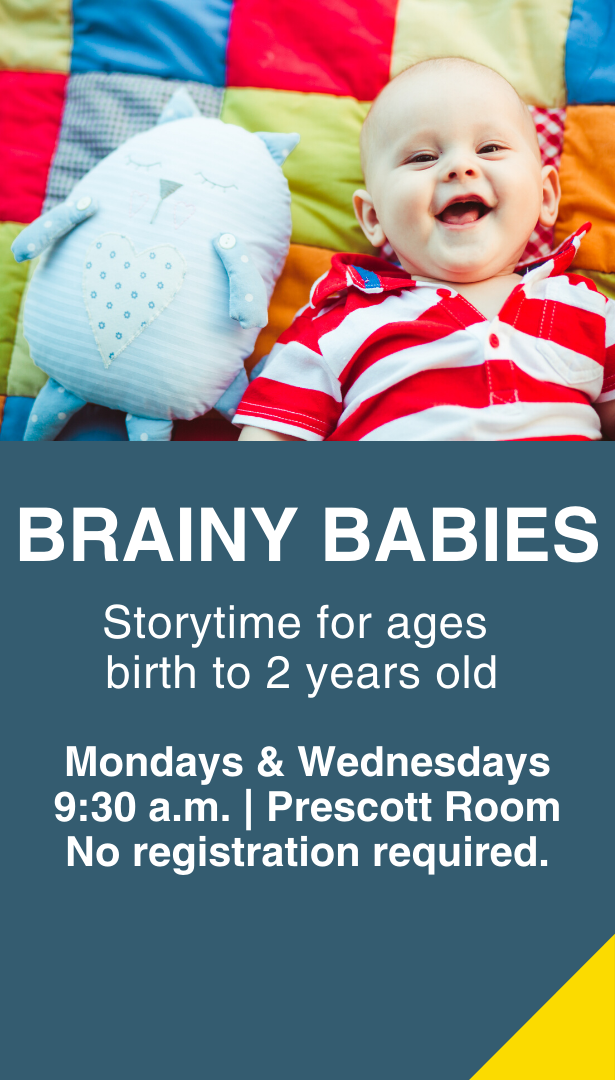 BRAINY BABIES
Storytime for ages
birth to 2 years old
Mondays & Wednesdays
9:30 a.m. | Prescott Room
No registration required.